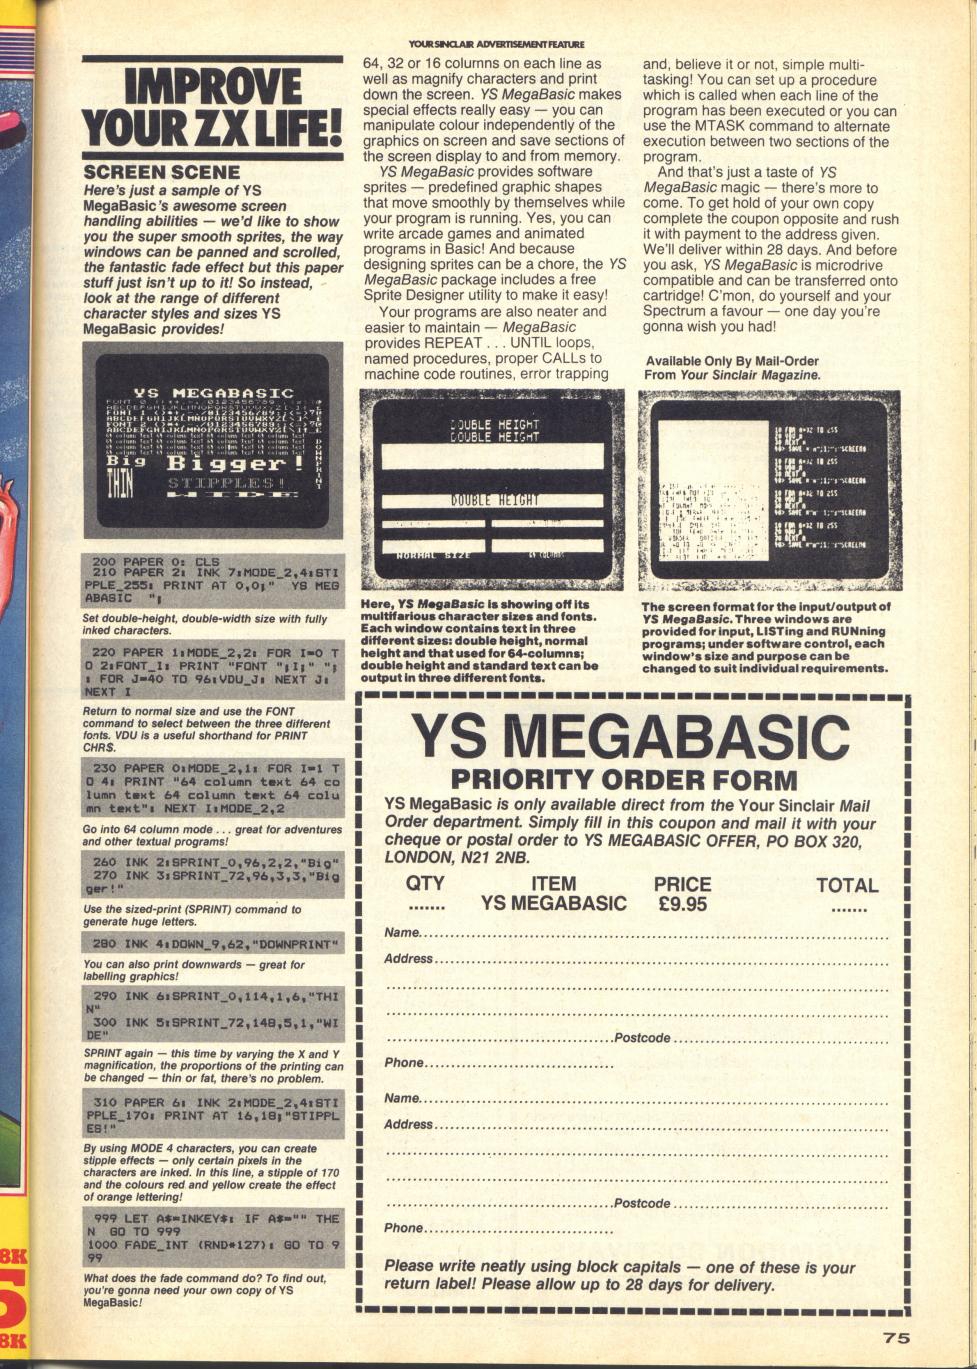 YOUR SINCLAIR ADVERTISEMENT FEATURE
IMPROVE
YOUR ZX LIFE!
SCREEN SCENE
Here's just a sample of YS
MegaBasic's awesome screen
handling abilities — we'd like to show
you the super smooth sprites, the way
windows can be panned and scrolled,
the fantastic fade effect but this paper
stuff just isn't up to it! So instead,
look at the range of different
character styles and sizes YS
MegaBasic provides!
YS MEGABASIC
Big Bigger!
THIN STIPPLES!
WIDE
DOWNPRINT
200 PAPER 0: CLS
210 PAPER 2: INK 7:MODE_2,4:STI
PPLE_255: PRINT AT 0,0;" YS MEG
ABASIC ";
Set double-height, double-width size with fully
inked characters.
220 PAPER 1:MODE_2,2: FOR I=0 T
O 2:FONT_I: PRINT "FONT ";I;" ";
: FOR J=40 TO 96:VDU_J: NEXT J:
NEXT I
Return to normal size and use the FONT
command to select between the three different
fonts. VDU is a useful shorthand for PRINT
CHR$.
230 PAPER 0:MODE_2,1: FOR I=1 T
O 4: PRINT "64 column text 64 co
lumn text 64 column text 64 colu
mn text": NEXT I:MODE_2,2
Go into 64 column mode . . . great for adventures
and other textual programs!
260 INK 2:SPRINT_0,96,2,2,"Big"
270 INK 3:SPRINT_72,96,3,3,"Big
ger!"
Use the sized-print (SPRINT) command to
generate huge letters.
280 INK 4:DOWN_9,62,"DOWNPRINT"
You can also print downwards — great for
labelling graphics!
290 INK 6:SPRINT_0,114,1,6,"THI
N"
300 INK 5:SPRINT_72,148,5,1,"WI
DE"
SPRINT again — this time by varying the X and Y
magnification, the proportions of the printing can
be changed — thin or fat, there's no problem.
310 PAPER 6: INK 2:MODE_2,4:STI
PPLE_170: PRINT AT 16,18;"STIPPL
ES!"
By using MODE 4 characters, you can create
stipple effects — only certain pixels in the
characters are inked. In this line, a stipple of 170
and the colours red and yellow create the effect
of orange lettering!
999 LET A$=INKEY$: IF A$="" THE
N GO TO 999
1000 FADE_INT (RND*127): GO TO 9
99
What does the fade command do? To find out,
you're gonna need your own copy of YS
MegaBasic!
64, 32 or 16 columns on each line as
well as magnify characters and print
down the screen. YS MegaBasic makes
special effects really easy — you can
manipulate colour independently of the
graphics on screen and save sections of
the screen display to and from memory.
YS MegaBasic provides software
sprites — predefined graphic shapes
that move smoothly by themselves while
your program is running. Yes, you can
write arcade games and animated
programs in Basic! And because
designing sprites can be a chore, the YS
MegaBasic package includes a free
Sprite Designer utility to make it easy!
Your programs are also neater and
easier to maintain — MegaBasic
provides REPEAT . . . UNTIL loops,
named procedures, proper CALLs to
machine code routines, error trapping
DOUBLE HEIGHT
DOUBLE HEIGHT
DOUBLE HEIGHT
NORMAL SIZE 64 COLUMNS
Here, YS MegaBasic is showing off its
multifarious character sizes and fonts.
Each window contains text in three
different sizes: double height, normal
height and that used for 64-columns;
double height and standard text can be
output in three different fonts.
and, believe it or not, simple multi-
tasking! You can set up a procedure
which is called when each line of the
program has been executed or you can
use the MTASK command to alternate
execution between two sections of the
program.
And that's just a taste of YS
MegaBasic magic — there's more to
come. To get hold of your own copy
complete the coupon opposite and rush
it with payment to the address given.
We'll deliver within 28 days. And before
you ask, YS MegaBasic is microdrive
compatible and can be transferred onto
cartridge! C'mon, do yourself and your
Spectrum a favour — one day you're
gonna wish you had!
Available Only By Mail-Order
From Your Sinclair Magazine.
The screen format for the input/output of
YS MegaBasic. Three windows are
provided for input, LISTing and RUNning
programs; under software control, each
window's size and purpose can be
changed to suit individual requirements.
YS MEGABASIC
PRIORITY ORDER FORM
YS MegaBasic is only available direct from the Your Sinclair Mail
Order department. Simply fill in this coupon and mail it with your
cheque or postal order to YS MEGABASIC OFFER, PO BOX 320,
LONDON, N21 2NB.
QTY ITEM PRICE TOTAL
....... YS MEGABASIC £9.95 .......
Name
Address
Postcode
Phone
Name
Address
Postcode
Phone
Please write neatly using block capitals — one of these is your
return label! Please allow up to 28 days for delivery.
75
8K
5
8K